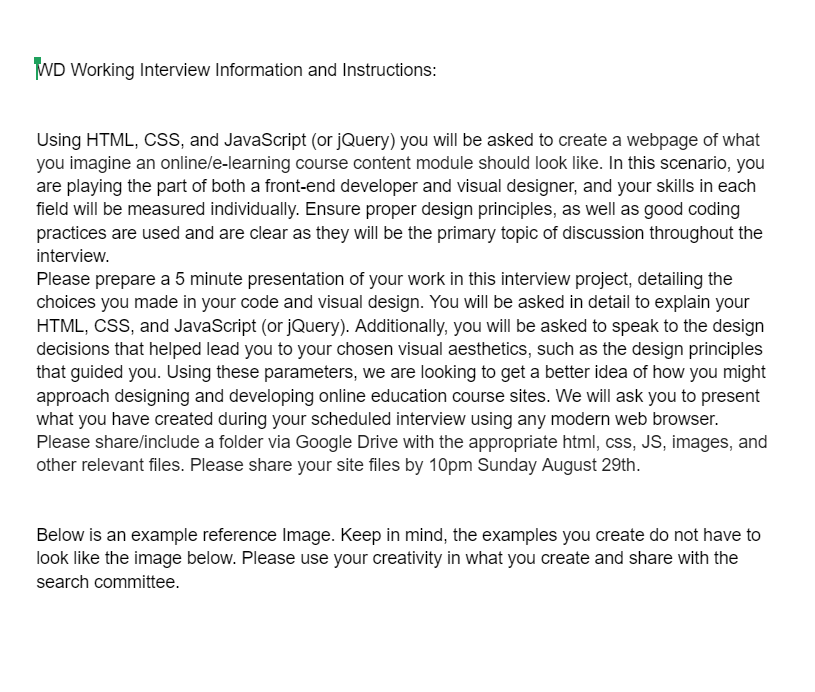 WD Working Interview Information and Instructions:
Using HTML, CSS, and JavaScript (or jQuery) you will be asked to create a webpage of what
you imagine an online/e-learning course content module should look like. In this scenario, you
are playing the part of both a front-end developer and visual designer, and your skills in each
field will be measured individually. Ensure proper design principles, as well as good coding
practices are used and are clear as they will be the primary topic of discussion throughout the
interview.
Please prepare a 5 minute presentation of your work in this interview project, detailing the
choices you made in your code and visual design. You will be asked in detail to explain your
HTML, CSS, and JavaScript (or jQuery). Additionally, you will be asked to speak to the design
decisions that helped lead you to your chosen visual aesthetics, such as the design principles
that guided you. Using these parameters, we are looking to get a better idea of how you might
approach designing and developing online education course sites. We will ask you to present
what you have created during your scheduled interview using any modern web browser.
Please share/include a folder via Google Drive with the appropriate html, css, JS, images, and
other relevant files. Please share your site files by 10pm Sunday August 29th.
Below is an example reference Image. Keep in mind, the examples you create do not have to
look like the image below. Please use your creativity in what you create and share with the
search committee.